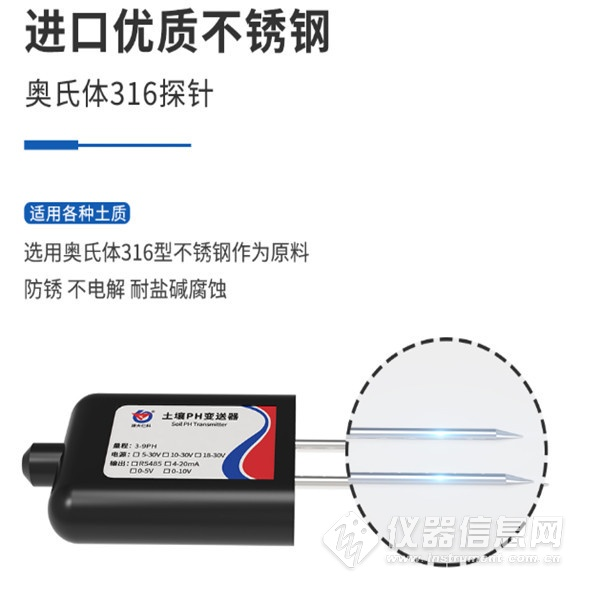 进口优质不锈钢
奥氏体316探针
适用各种土质
选用奥氏体316型不锈钢作为原料
防锈 不电解 耐盐碱腐蚀
土壤PH变送器
Soil PH Transmitter
量程：3-9PH
电源：□5-30V □10-30V □18-30V
输出：□RS485 □4-20mA
□0-5V □0-10V
仪器信息网
www.instrument.com.cn